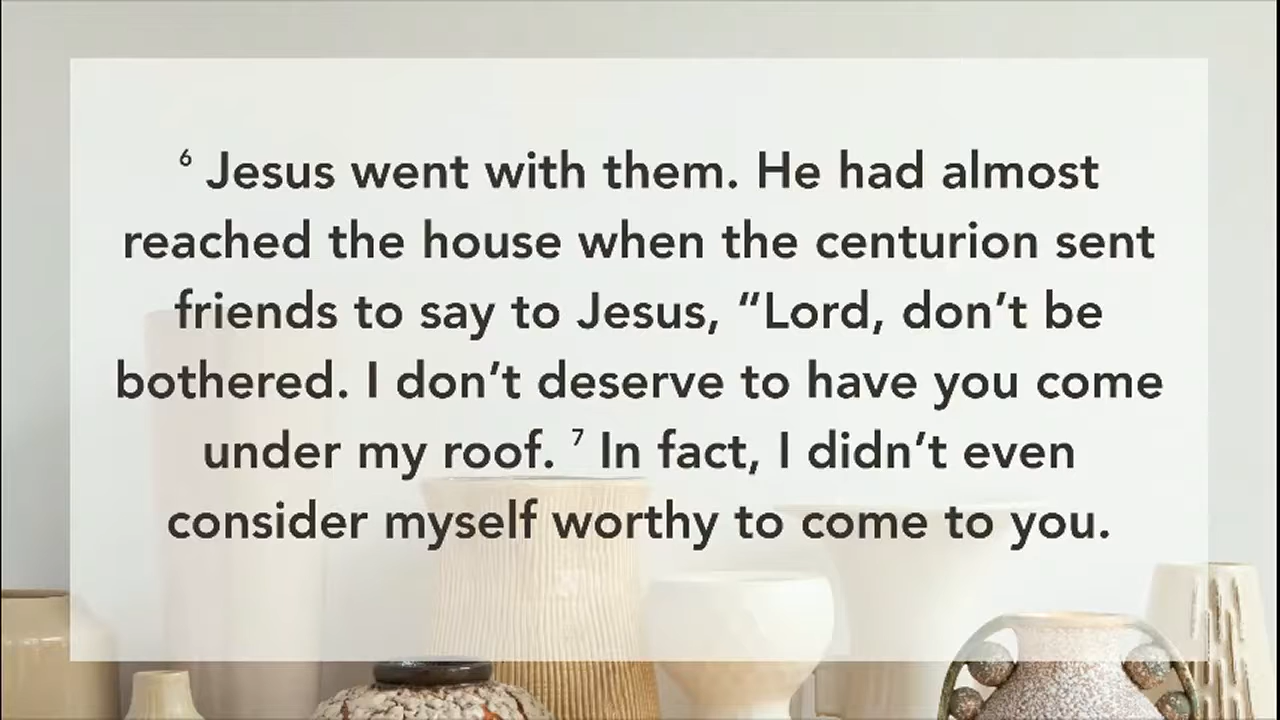 ⁶ Jesus went with them. He had almost
reached the house when the centurion sent
friends to say to Jesus, “Lord, don’t be
bothered. I don’t deserve to have you come
under my roof. ⁷ In fact, I didn’t even
consider myself worthy to come to you.